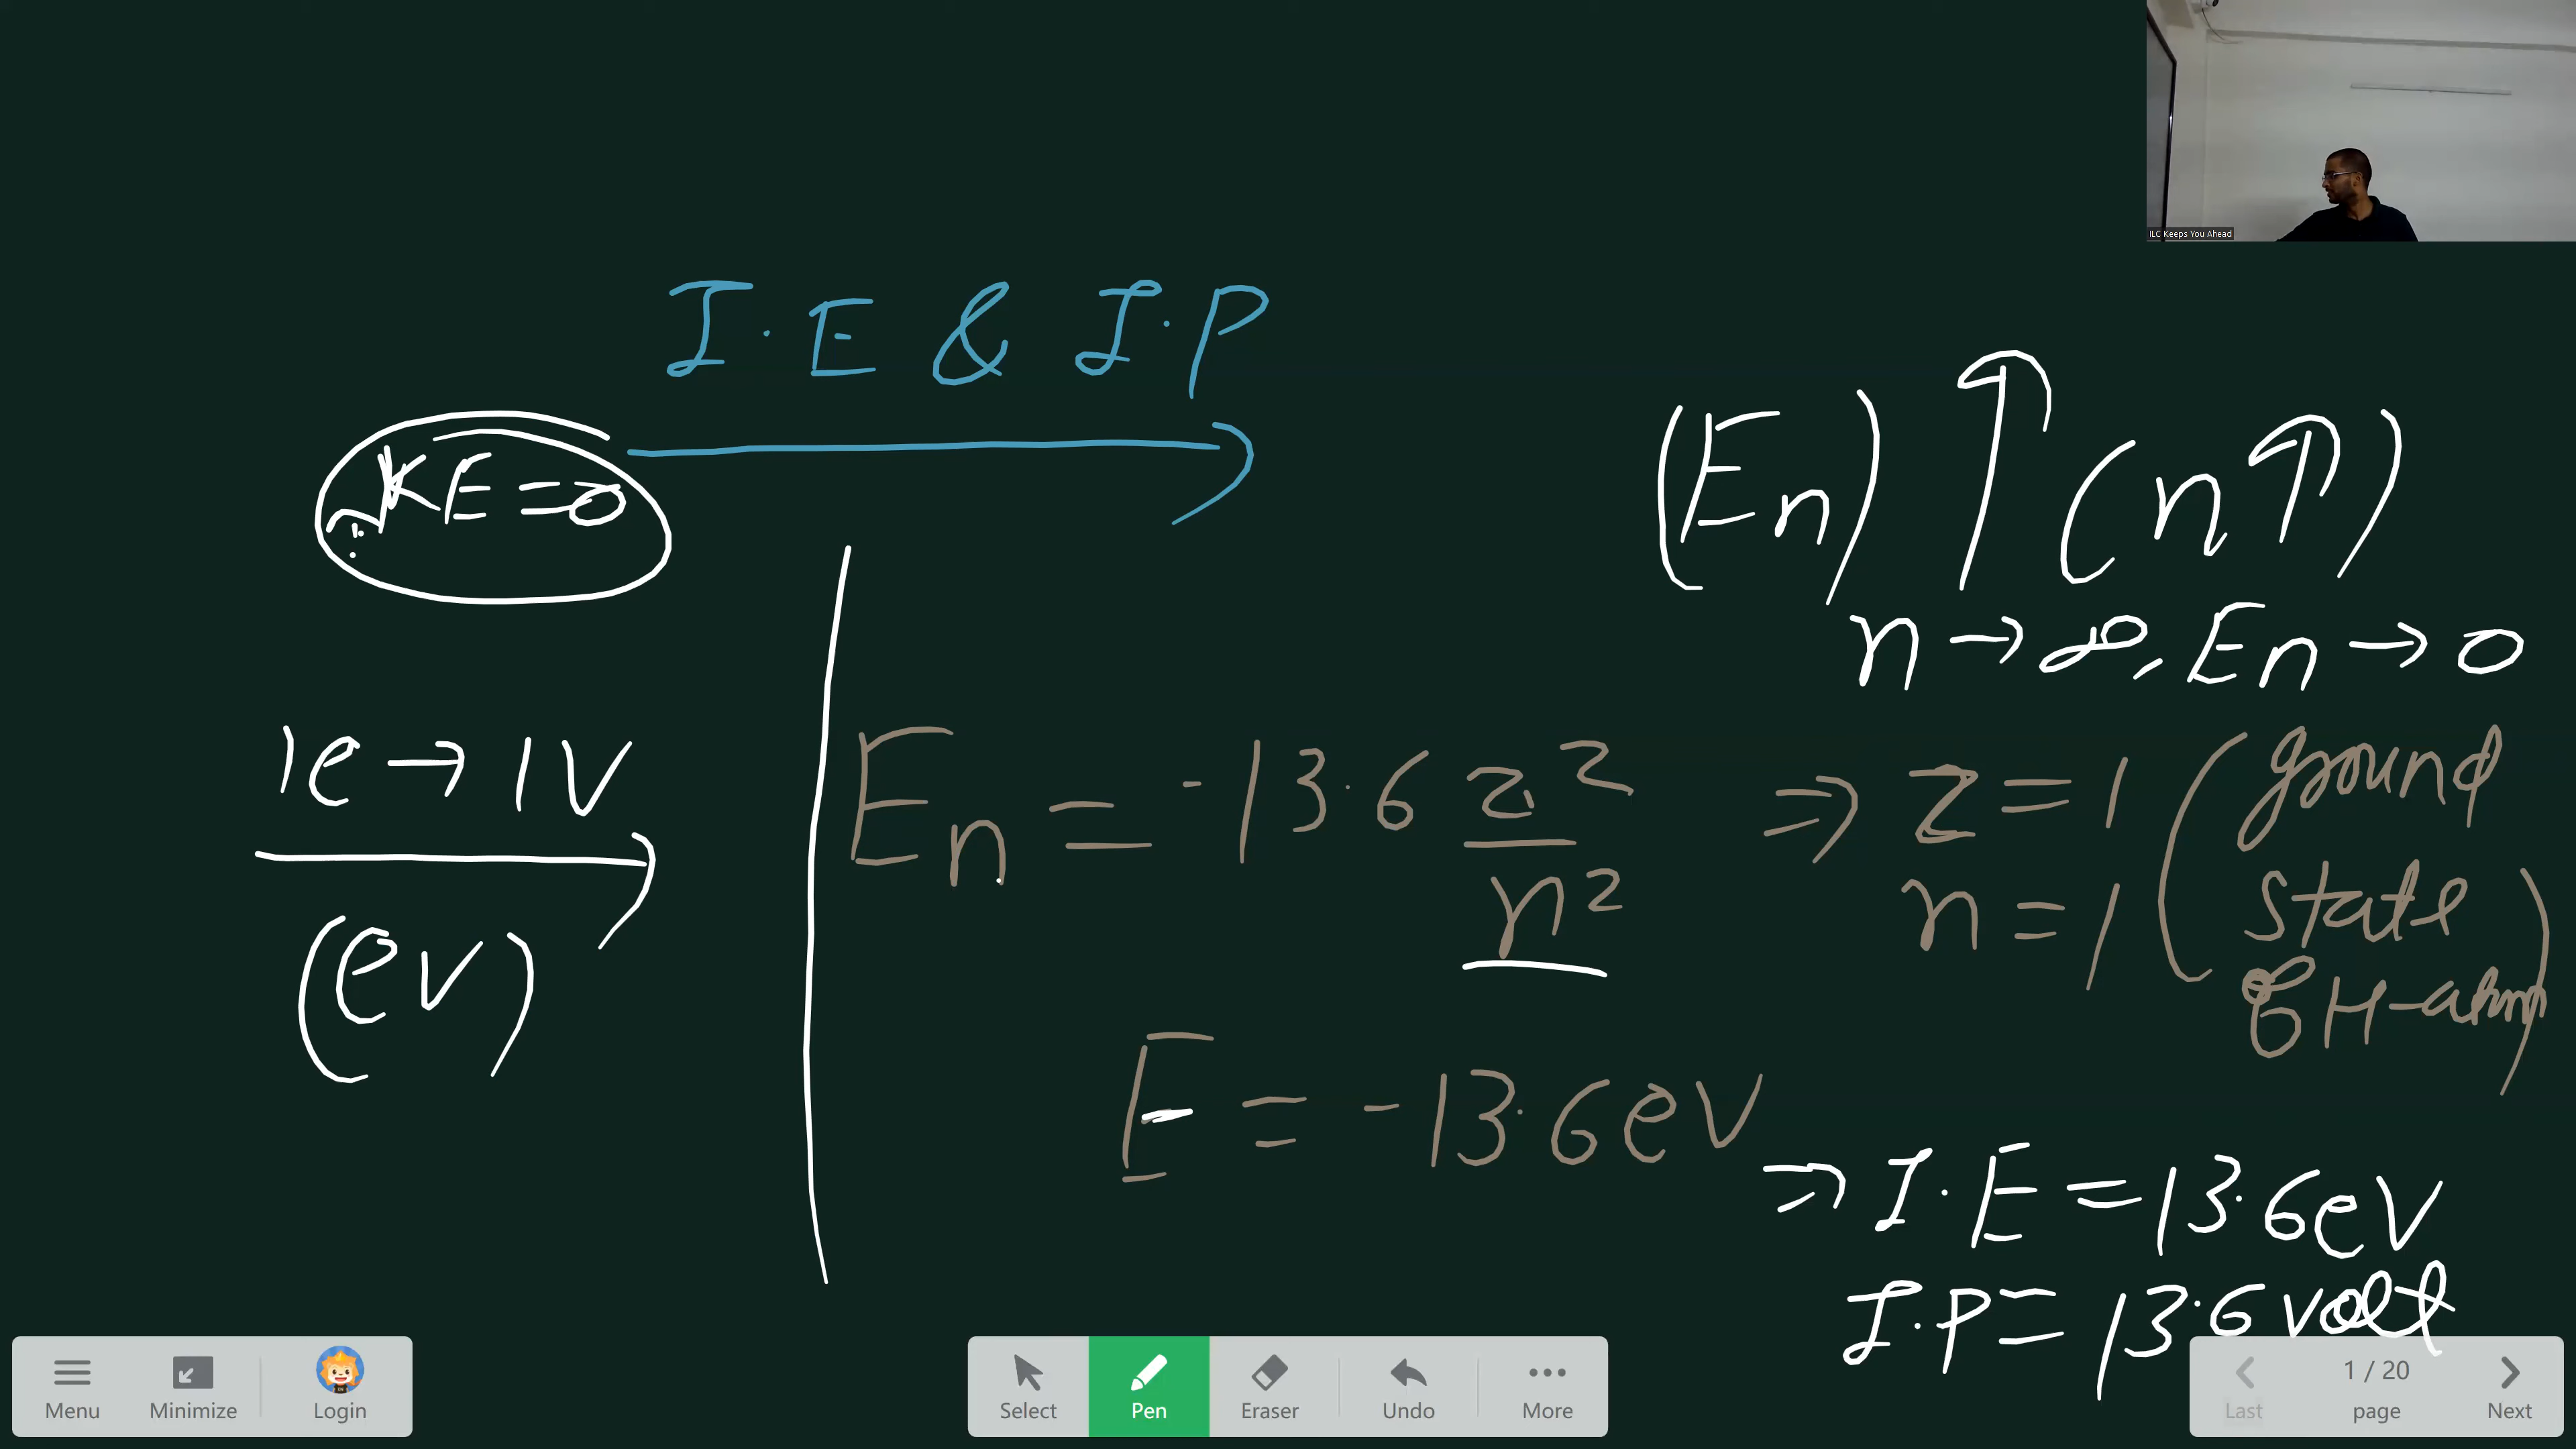 ILC Keeps You Ahead
I.E & I.P
∴ KE = 0
(En) ↑ (n↑)
n → ∞, En → 0
1e → 1V
(eV)
En = -13.6 z²/n² ⇒ z = 1
n = 1 (ground
state
of H-atom)
E = -13.6eV
⇒ I.E = 13.6eV
I.P = 13.6 volt
Menu
Minimize
Login
Select
Pen
Eraser
Undo
More
Last
1 / 20
page
Next